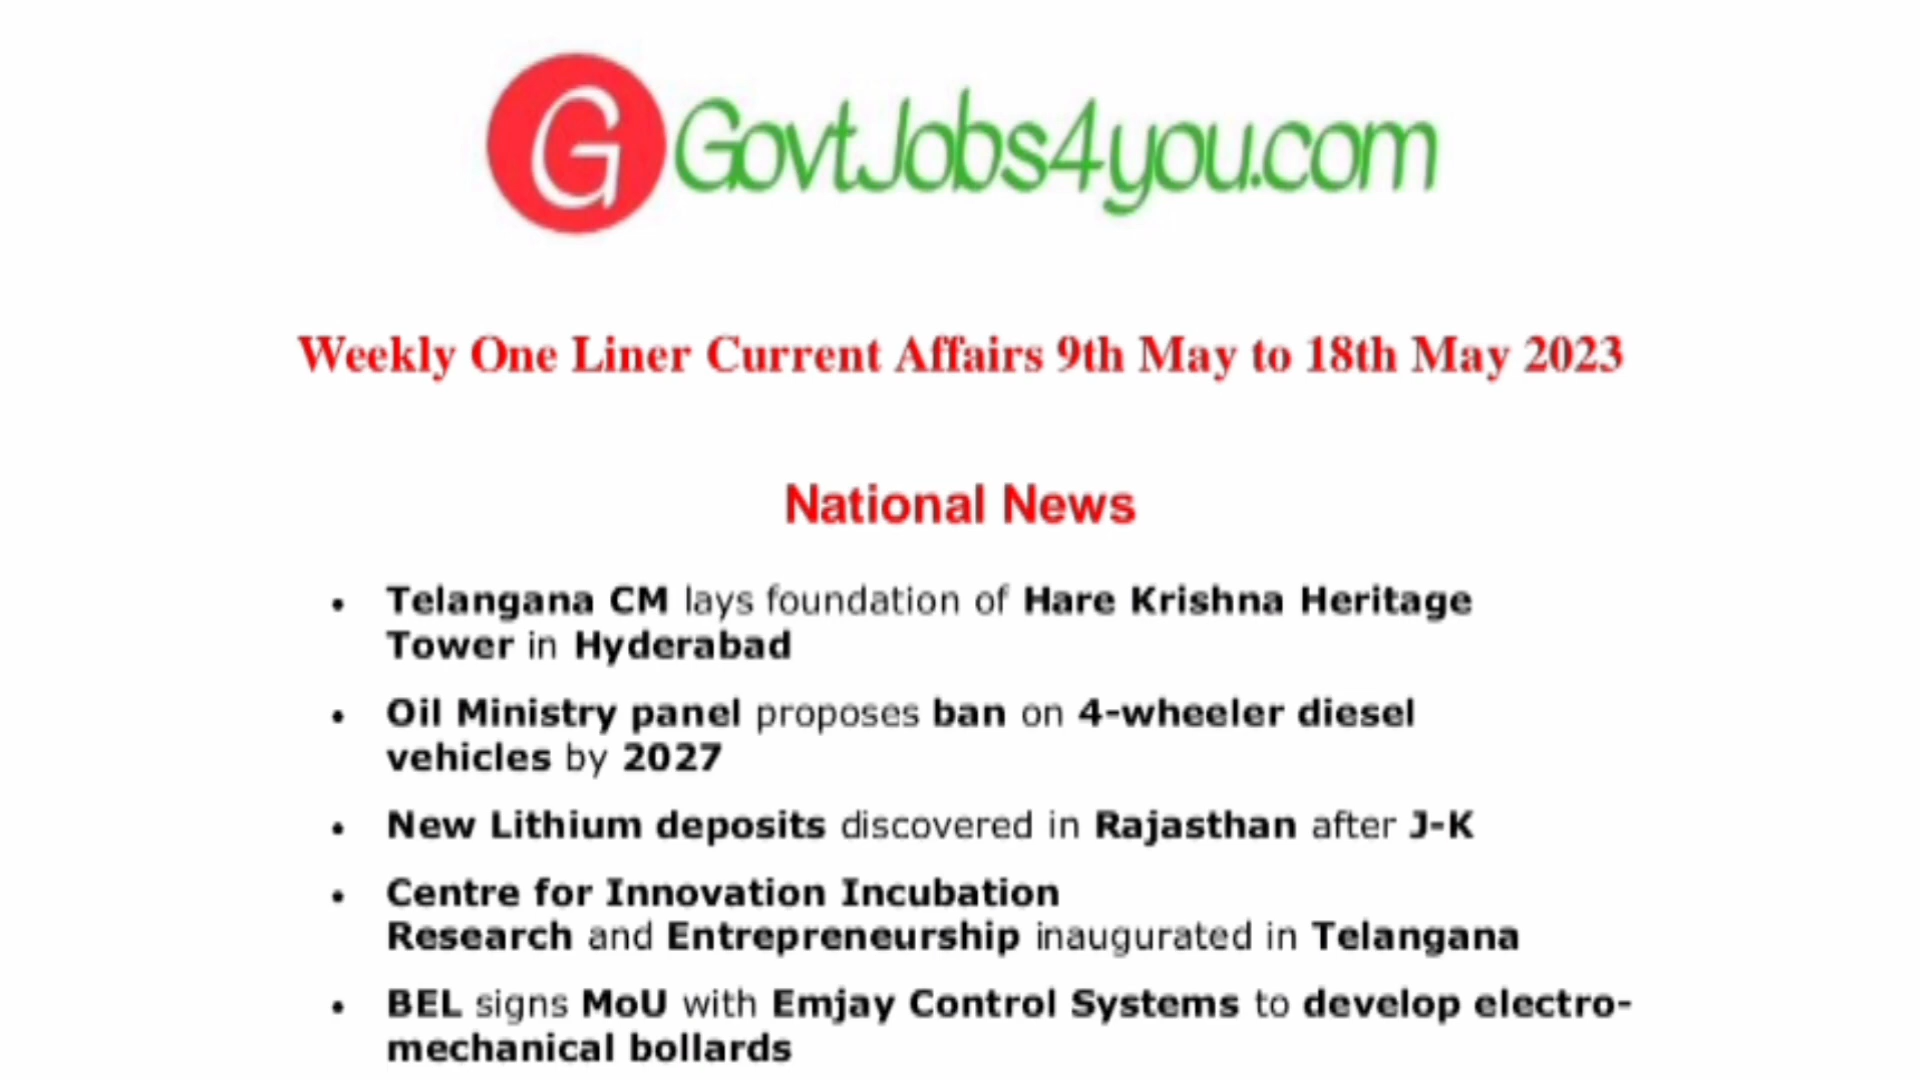 G GovtJobs4you.com
Weekly One Liner Current Affairs 9th May to 18th May 2023
National News
• Telangana CM lays foundation of Hare Krishna Heritage
Tower in Hyderabad
• Oil Ministry panel proposes ban on 4-wheeler diesel
vehicles by 2027
• New Lithium deposits discovered in Rajasthan after J-K
• Centre for Innovation Incubation
Research and Entrepreneurship inaugurated in Telangana
• BEL signs MoU with Emjay Control Systems to develop electro-
mechanical bollards